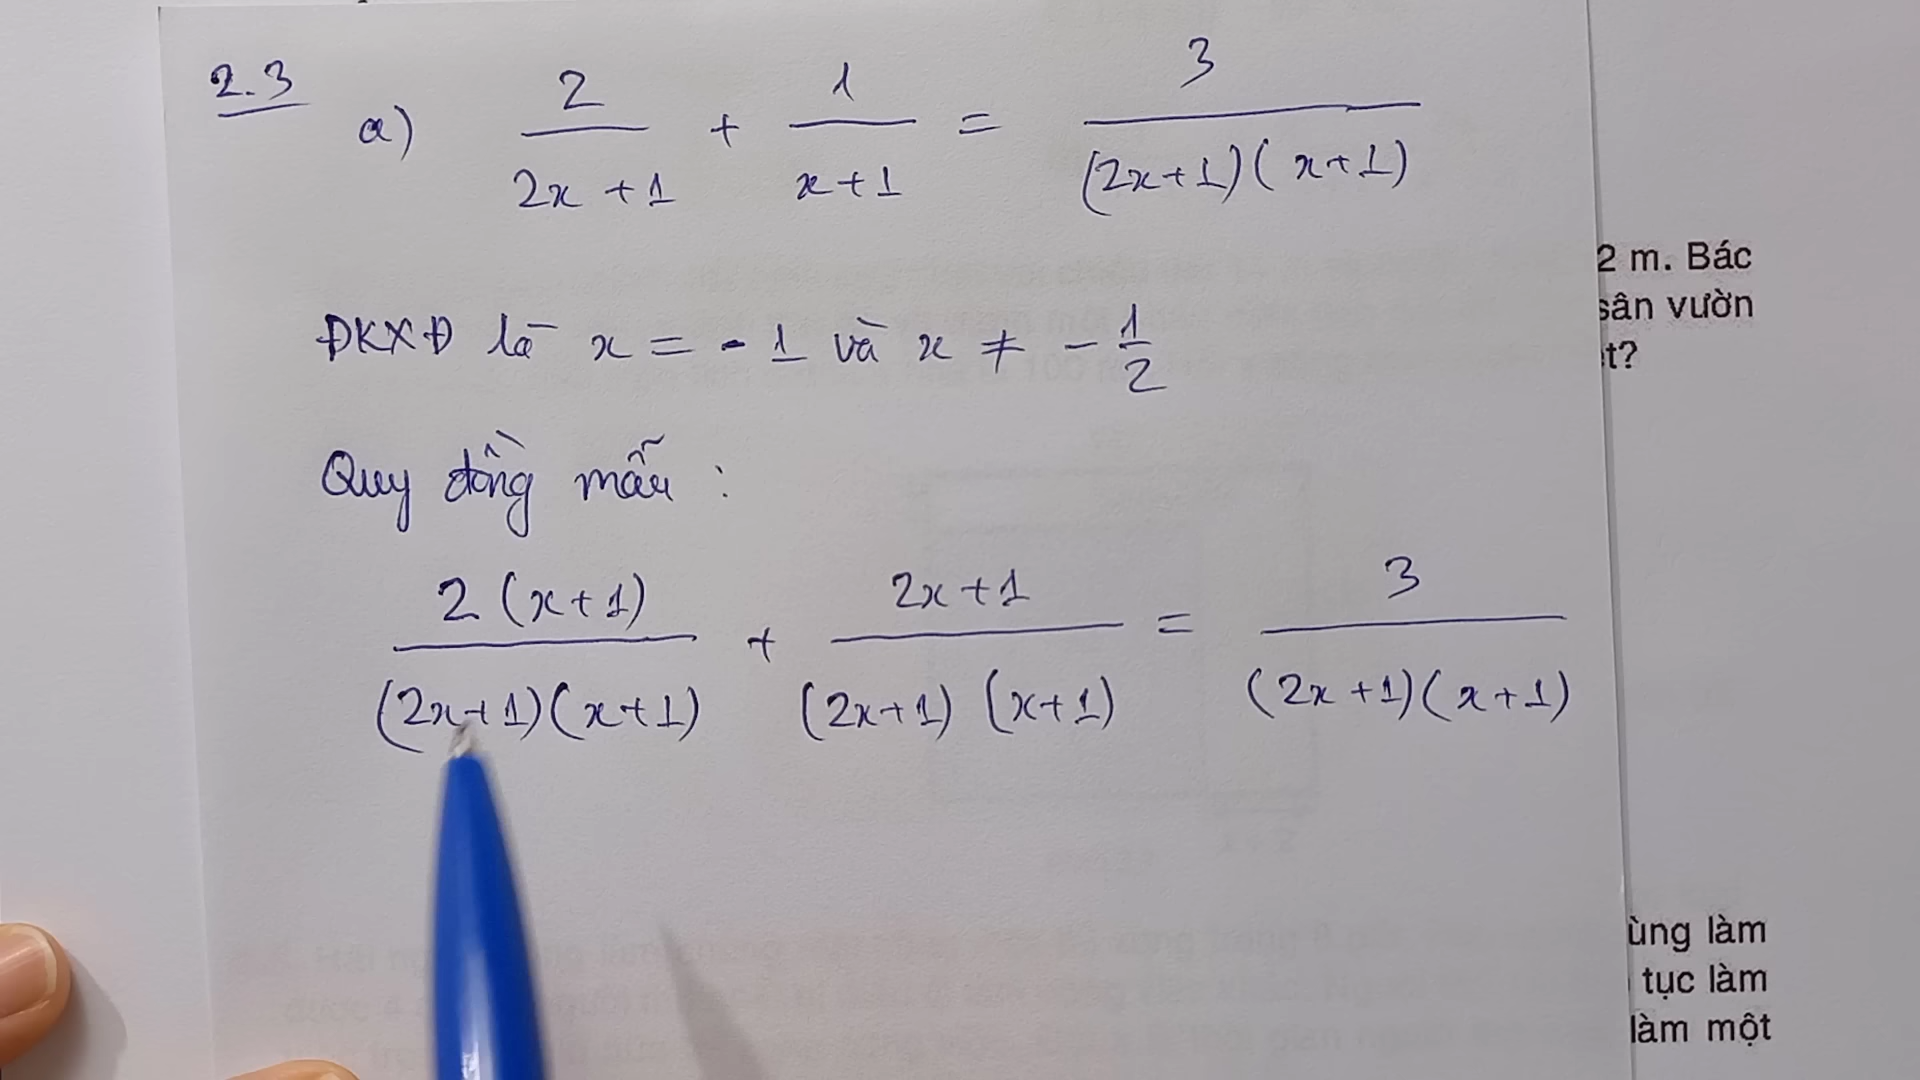 2.3
a) 2/(2x+1) + 1/(x+1) = 3/((2x+1)(x+1))
ĐKXĐ là x = -1 và x ≠ -1/2
Quy đồng mẫu :
2(x+1)/((2x+1)(x+1)) + (2x+1)/((2x+1)(x+1)) = 3/((2x+1)(x+1))
2 m. Bác
sân vườn
t?
ùng làm
tục làm
làm một